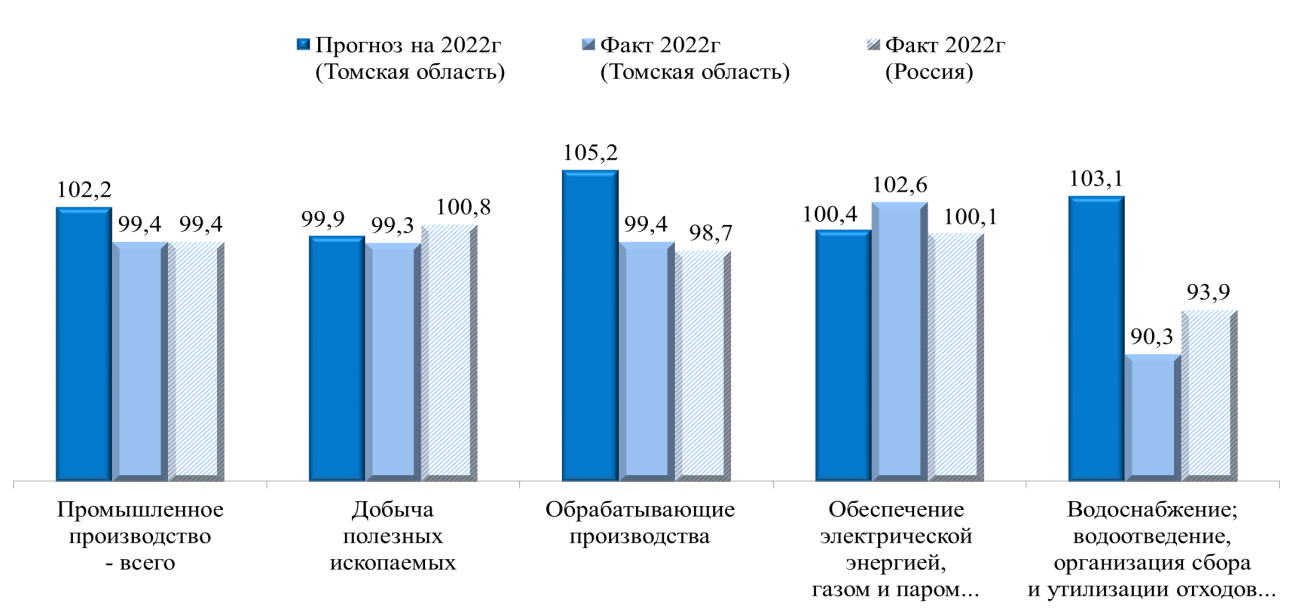 Прогноз на 2022г
(Томская область)
Факт 2022г
(Томская область)
Факт 2022г
(Россия)
102,2
99,4
99,4
99,9
99,3
100,8
105,2
99,4
98,7
100,4
102,6
100,1
103,1
90,3
93,9
Промышленное
производство
- всего
Добыча
полезных
ископаемых
Обрабатывающие
производства
Обеспечение
электрической
энергией,
газом и паром...
Водоснабжение;
водоотведение,
организация сбора
и утилизации отходов...